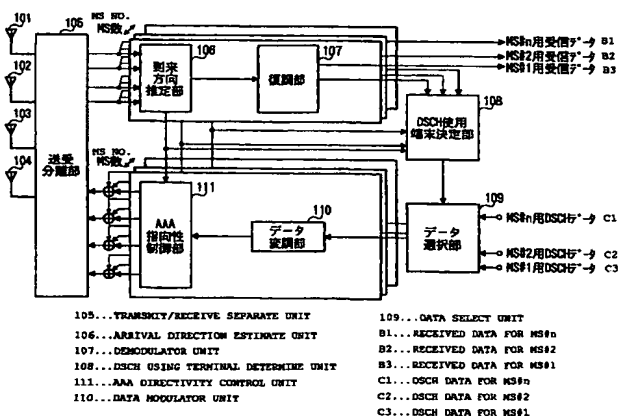 101
102
103
104
105
送受
分離部
MS NO.
MS数
106
到来
方向
推定部
107
復調部
MS#n用受信データ B1
MS#2用受信データ B2
MS#1用受信データ B3
108
DSCH使用
端末決定部
MS NO.
MS数
111
AAA
指向性
制御部
110
データ
変調部
109
データ
選択部
MS#n用DSCHデータ C1
MS#2用DSCHデータ C2
MS#1用DSCHデータ C3
105...TRANSMIT/RECEIVE SEPARATE UNIT
106...ARRIVAL DIRECTION ESTIMATE UNIT
107...DEMODULATOR UNIT
108...DSCH USING TERMINAL DETERMINE UNIT
111...AAA DIRECTIVITY CONTROL UNIT
110...DATA MODULATOR UNIT
109...DATA SELECT UNIT
B1...RECEIVED DATA FOR MS#n
B2...RECEIVED DATA FOR MS#2
B3...RECEIVED DATA FOR MS#1
C1...DSCH DATA FOR MS#n
C2...DSCH DATA FOR MS#2
C3...DSCH DATA FOR MS#1